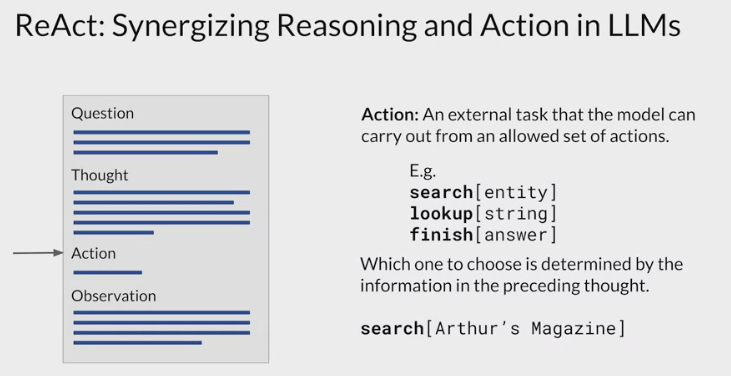 ReAct: Synergizing Reasoning and Action in LLMs
Question
Thought
Action
Observation
Action: An external task that the model can
carry out from an allowed set of actions.
E.g.
search[entity]
lookup[string]
finish[answer]
Which one to choose is determined by the
information in the preceding thought.
search[Arthur's Magazine]